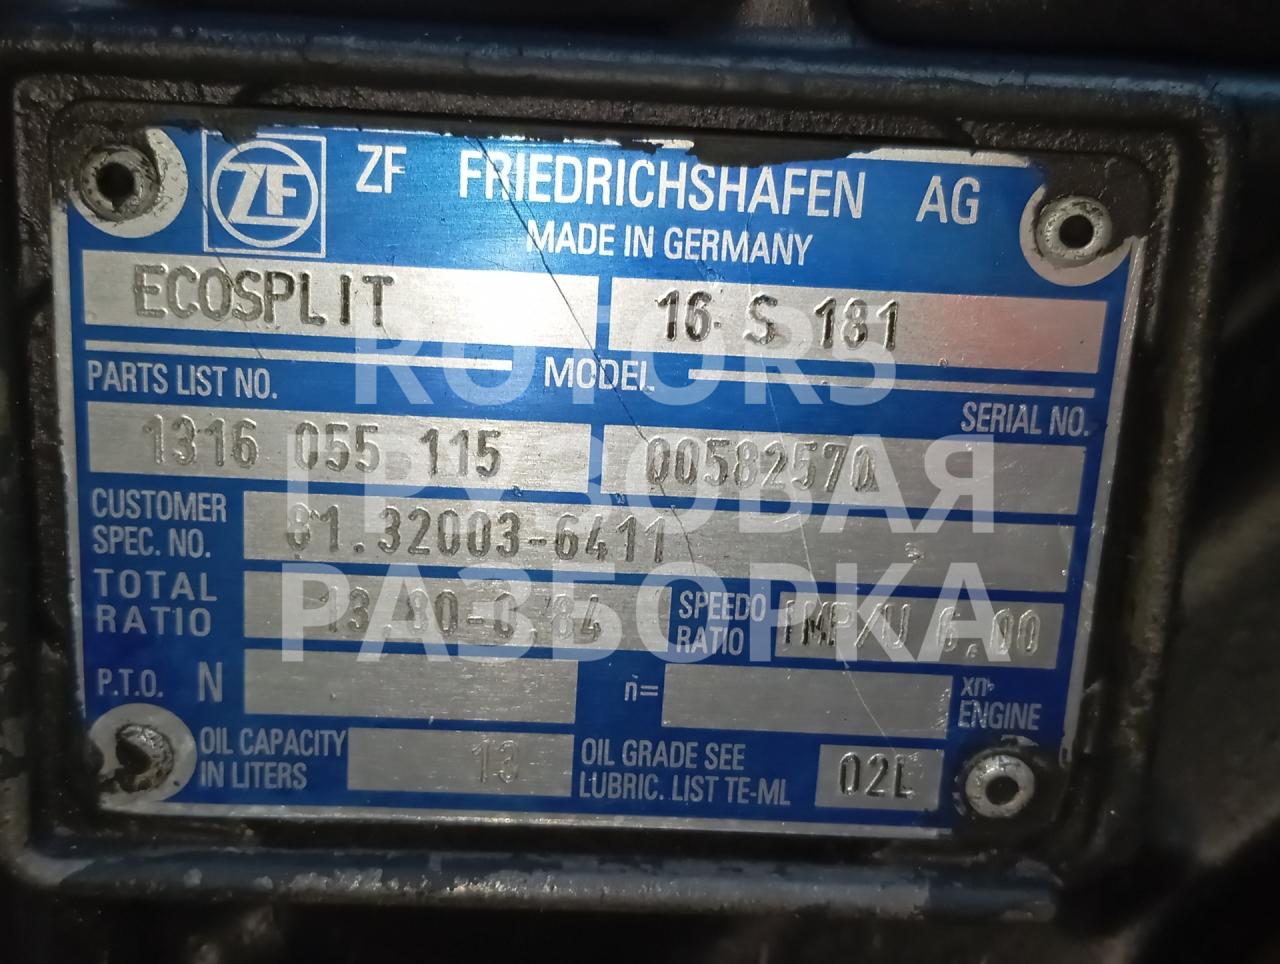 ZF ZF FRIEDRICHSHAFEN AG
MADE IN GERMANY
ECOSPLIT 16 S 181
MODEL
PARTS LIST NO. SERIAL NO.
1316 055 115 00582570
CUSTOMER SPEC. NO. 81.32003-6411
TOTAL RATIO 13,80-0,84 SPEEDO RATIO IMP/U 6.00
P.T.O. N n= xn ENGINE
OIL CAPACITY IN LITERS 13 OIL GRADE SEE LUBRIC. LIST TE-ML 02L
ROTORS
ГРУЗОВАЯ
РАЗБОРКА